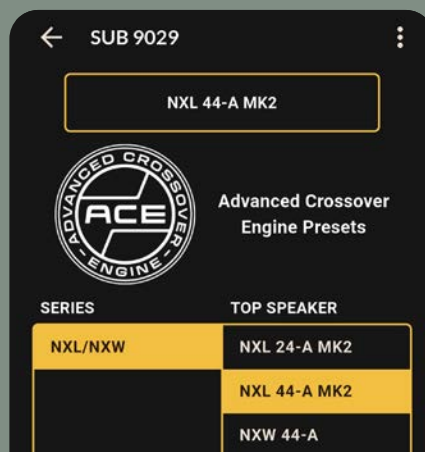 SUB 9029
NXL 44-A MK2
ADVANCED CROSSOVER
ACE
ENGINE
Advanced Crossover
Engine Presets
SERIES
TOP SPEAKER
NXL/NXW
NXL 24-A MK2
NXL 44-A MK2
NXW 44-A